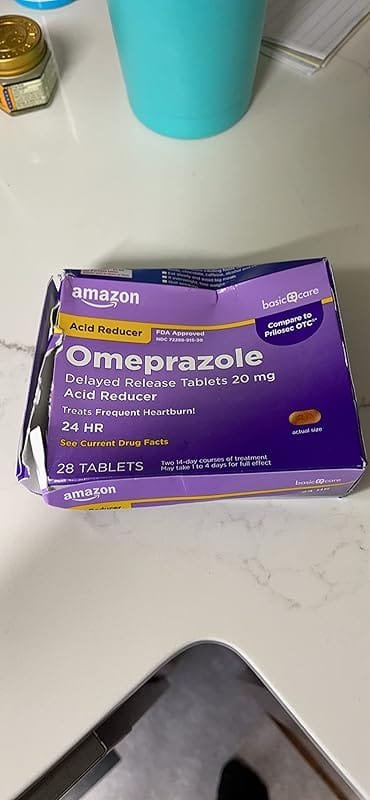 amazon
basic care
Acid Reducer
FDA Approved
Compare to
Prilosec OTC®*
Omeprazole
Delayed Release Tablets 20 mg
Acid Reducer
Treats Frequent Heartburn!
24 HR
actual size
See Current Drug Facts
28 TABLETS
Two 14-day courses of treatment
May take 1 to 4 days for full effect
amazon
basic care
24 HR